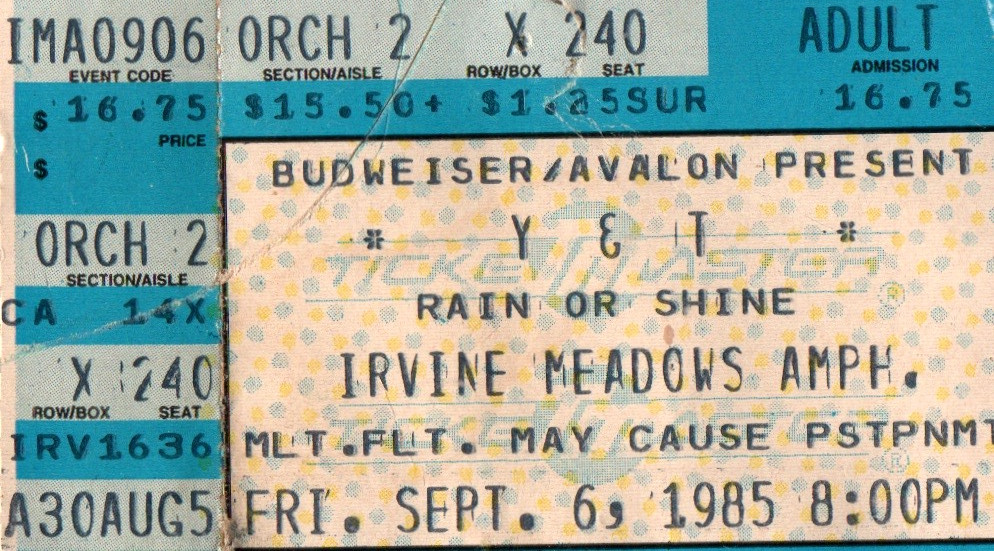 IMA0906
EVENT CODE
$ 16.75
PRICE
$
ORCH 2
SECTION/AISLE
CA 14X
X 240
ROW/BOX SEAT
IRV1636
A30AUG5
ORCH 2 X 240 ADULT
SECTION/AISLE ROW/BOX SEAT ADMISSION
$15.50+ $1.25SUR 16.75
BUDWEISER/AVALON PRESENT
* Y & T *
TICKETMASTER
RAIN OR SHINE
IRVINE MEADOWS AMPH.
TICKETMASTER
MLT.FLT. MAY CAUSE PSTPNMT
FRI. SEPT. 6, 1985 8:00PM